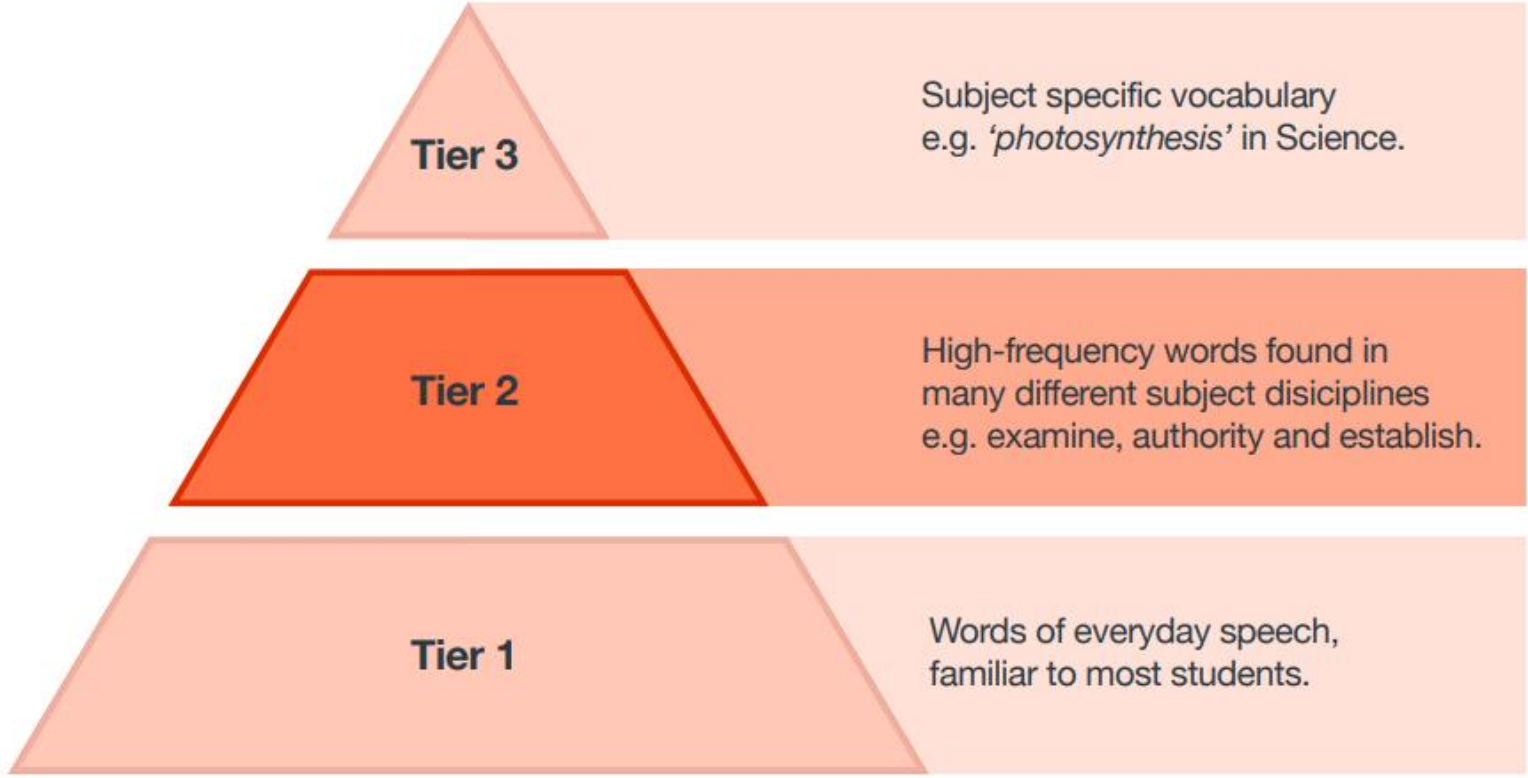 Tier 3
Subject specific vocabulary
e.g. ‘photosynthesis’ in Science.
Tier 2
High-frequency words found in
many different subject disiciplines
e.g. examine, authority and establish.
Tier 1
Words of everyday speech,
familiar to most students.